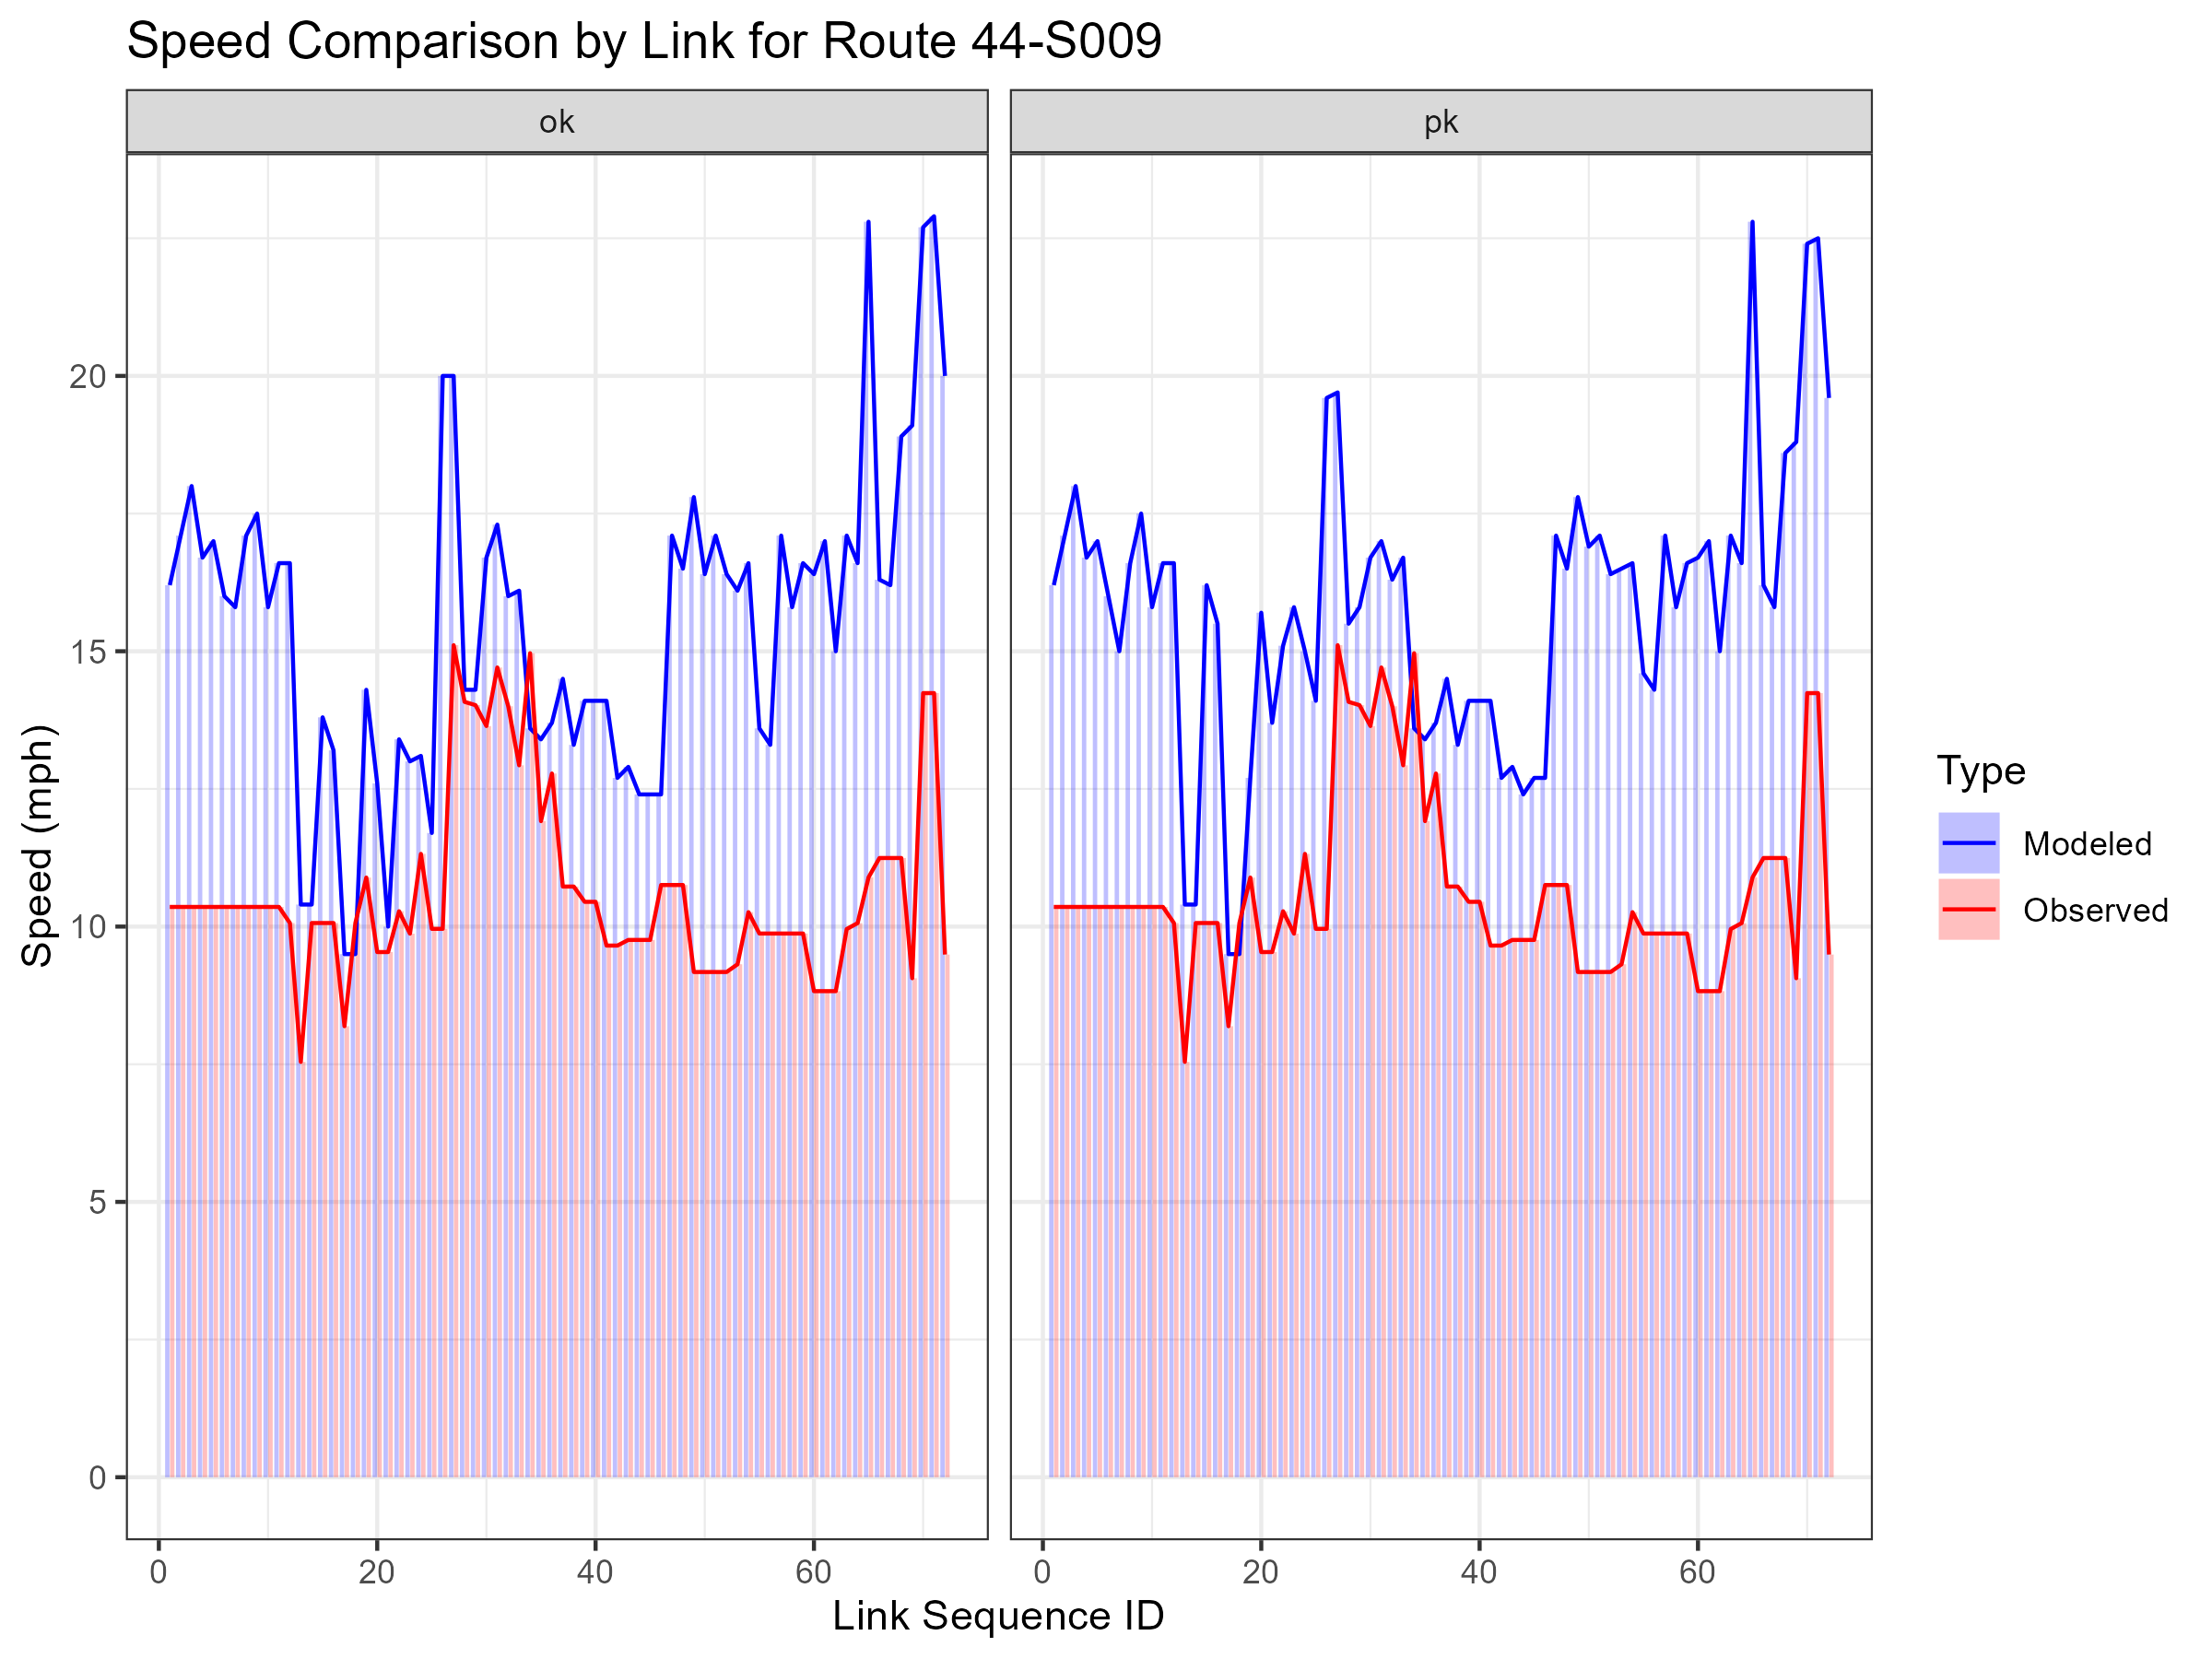 Speed Comparison by Link for Route 44-S009
ok
pk
20
15
10
5
0
Speed (mph)
0 20 40 60
0 20 40 60
Link Sequence ID
Type
Modeled
Observed